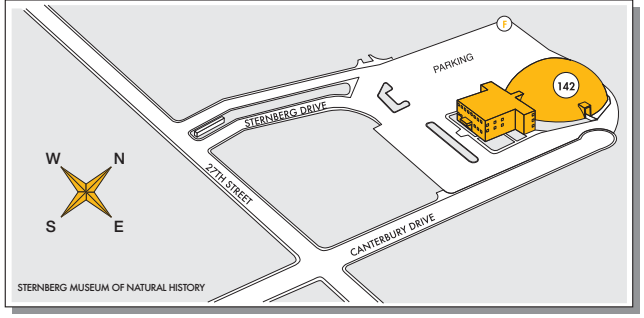 F
PARKING
142
STERNBERG DRIVE
W N
27TH STREET
S E
CANTERBURY DRIVE
STERNBERG MUSEUM OF NATURAL HISTORY